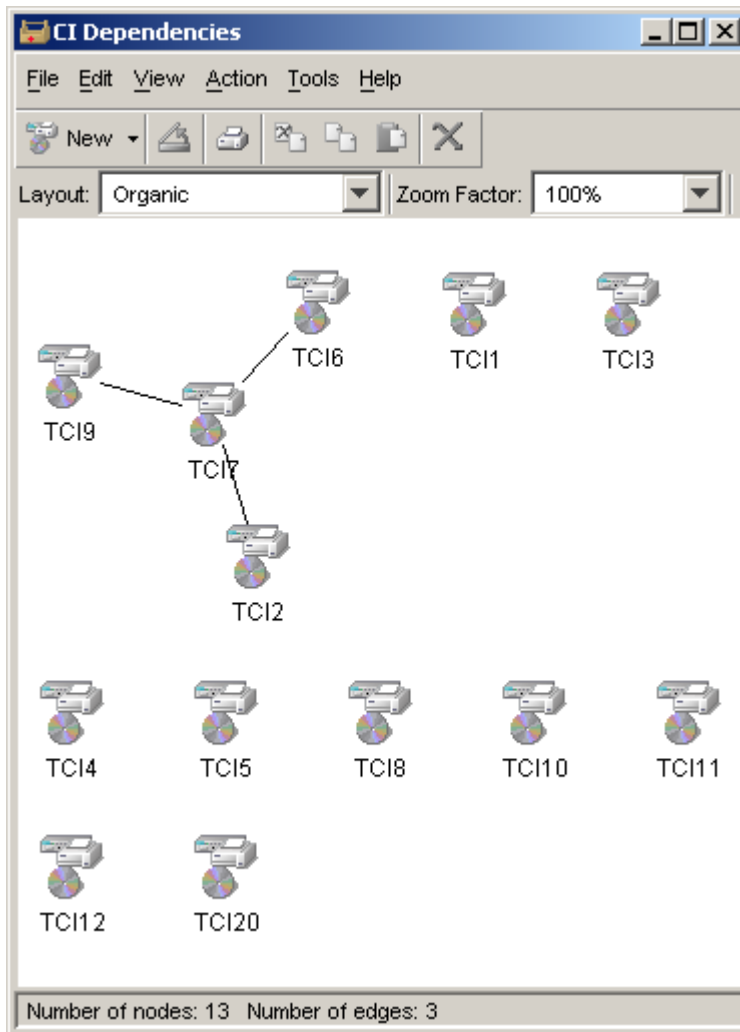 CI Dependencies
File Edit View Action Tools Help
New
Layout: Organic Zoom Factor: 100%
TCI6 TCI1 TCI3
TCI9
TCI7
TCI2
TCI4 TCI5 TCI8 TCI10 TCI11
TCI12 TCI20
Number of nodes: 13 Number of edges: 3